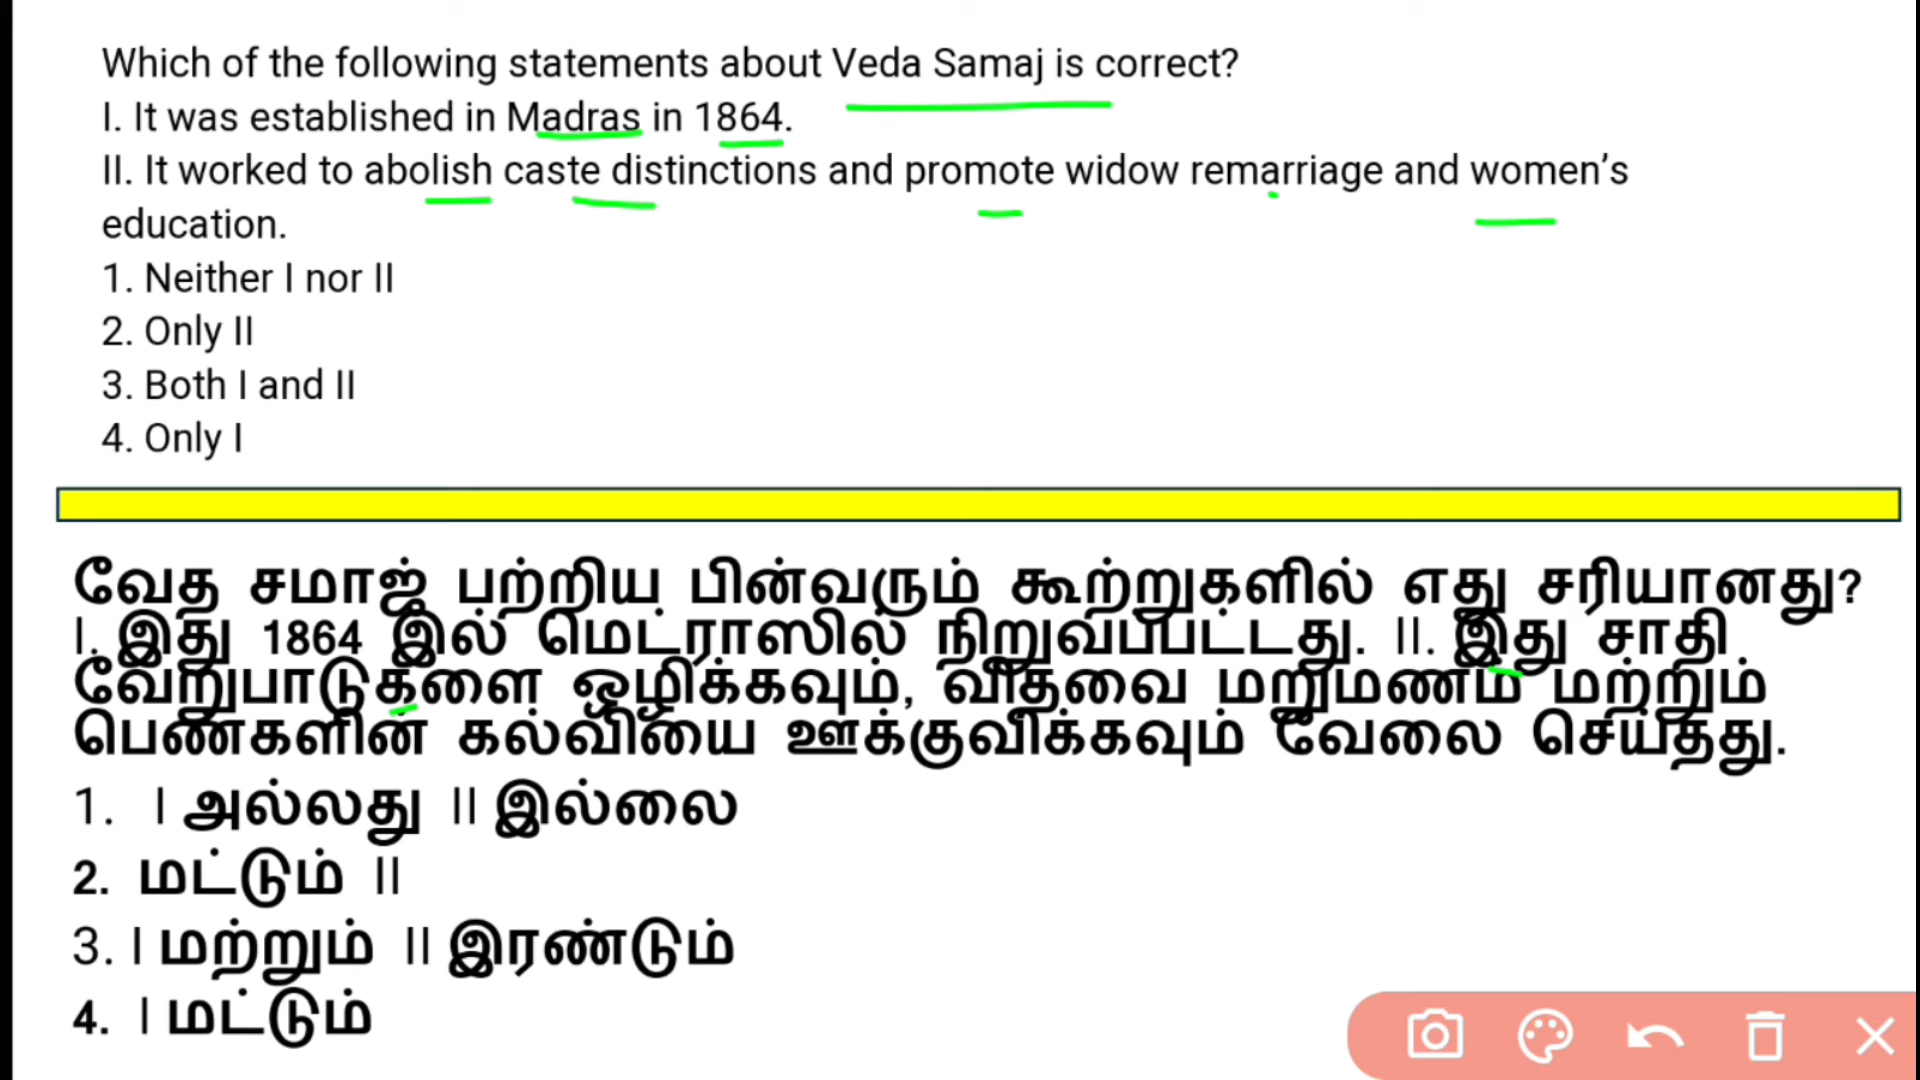 Which of the following statements about Veda Samaj is correct?
I. It was established in Madras in 1864.
II. It worked to abolish caste distinctions and promote widow remarriage and women’s
education.
1. Neither I nor II
2. Only II
3. Both I and II
4. Only I
வேத சமாஜ் பற்றிய பின்வரும் கூற்றுகளில் எது சரியானது?
I. இது 1864 இல் மெட்ராஸில் நிறுவப்பட்டது. II. இது சாதி
வேறுபாடுகளை ஒழிக்கவும், விதவை மறுமணம் மற்றும்
பெண்களின் கல்வியை ஊக்குவிக்கவும் வேலை செய்தது.
1. I அல்லது II இல்லை
2. மட்டும் II
3. I மற்றும் II இரண்டும்
4. I மட்டும்